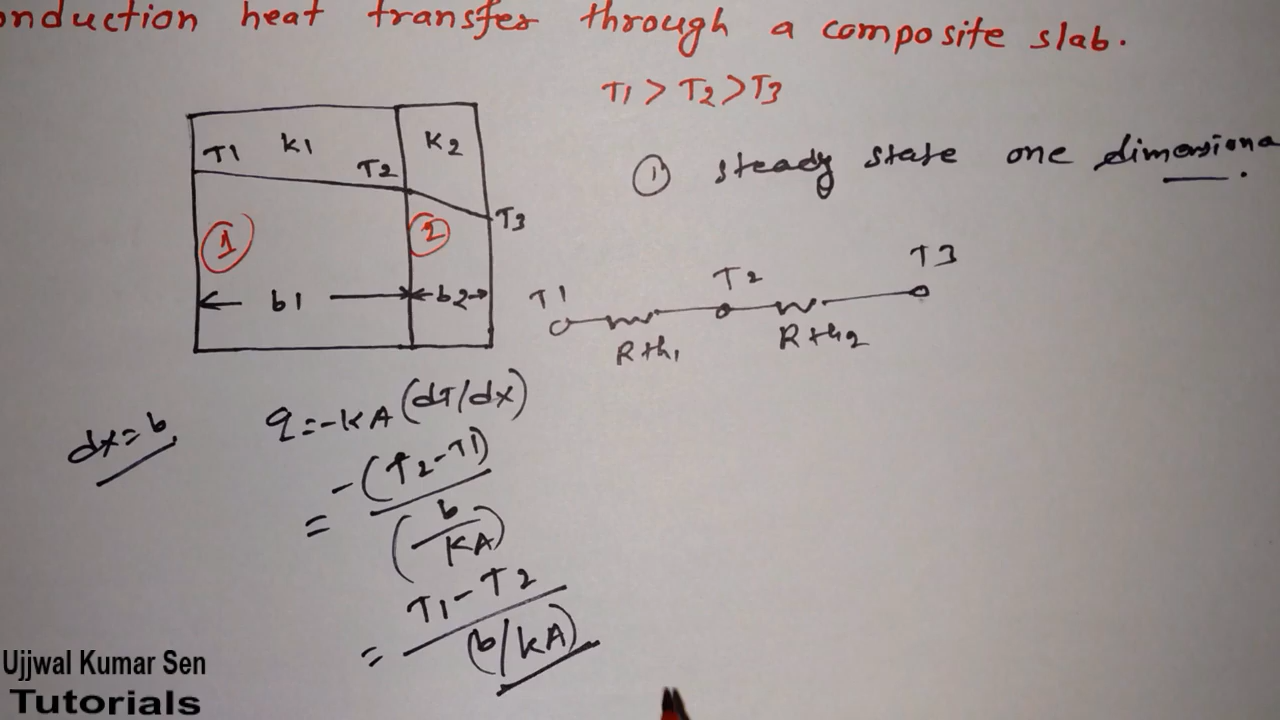 onduction heat transfer through a composite slab.
T1 > T2 > T3
T1 K1 T2 K2
T3
① steady state one dimensiona
1 2
b1 b2
T1 T2 T3
Rth1 Rth2
dx=b
q=-KA(dT/dx)
= -(T2-T1)/(b/KA)
= T1-T2/(b/KA)
Ujjwal Kumar Sen
Tutorials